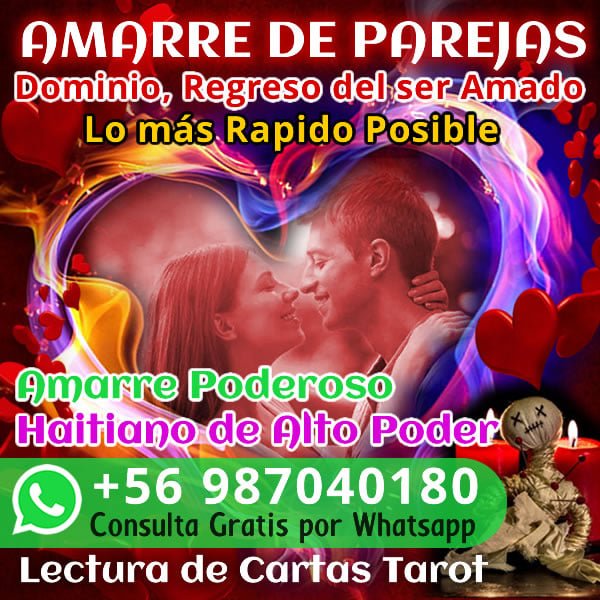 AMARRE DE PAREJAS
Dominio, Regreso del ser Amado
Lo más Rapido Posible
Amarre Poderoso
Haitiano de Alto Poder
+56 987040180
Consulta Gratis por Whatsapp
Lectura de Cartas Tarot